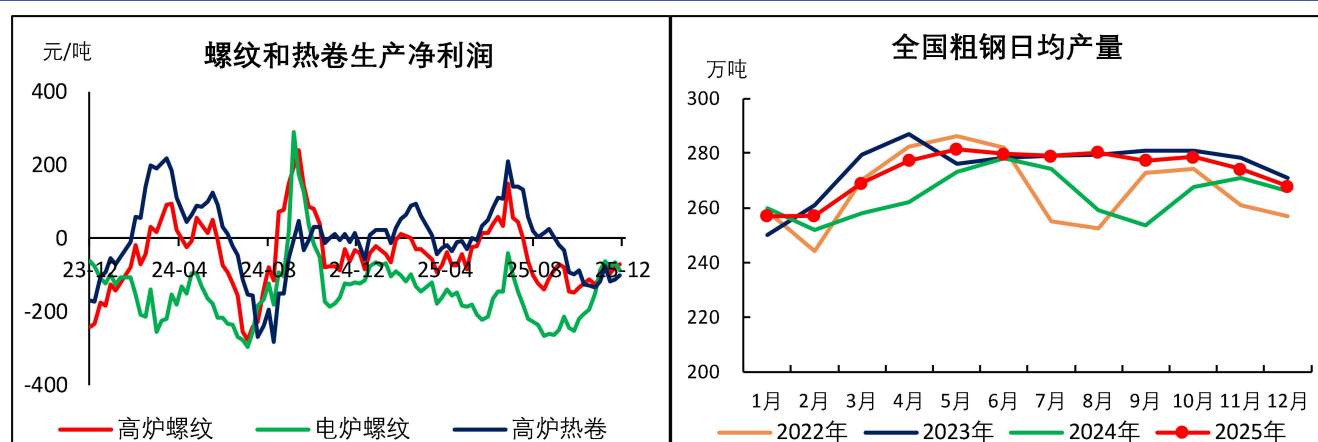 螺纹和热卷生产净利润
元/吨
400
200
0
-200
-400
23-12 24-04 24-08 24-12 25-04 25-08 25-12
高炉螺纹 电炉螺纹 高炉热卷
全国粗钢日均产量
万吨
300
280
260
240
220
200
1月 2月 3月 4月 5月 6月 7月 8月 9月 10月 11月 12月
2022年 2023年 2024年 2025年